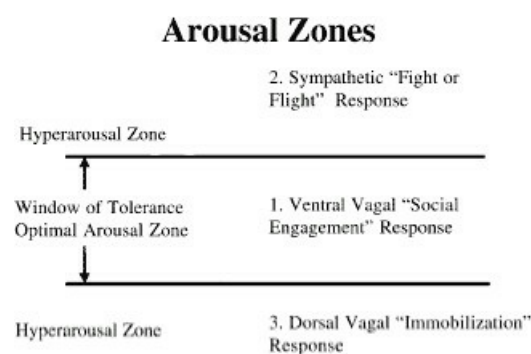 Arousal Zones
2. Sympathetic “Fight or
Flight” Response
Hyperarousal Zone
Window of Tolerance
Optimal Arousal Zone
1. Ventral Vagal “Social
Engagement” Response
Hyperarousal Zone
3. Dorsal Vagal “Immobilization”
Response